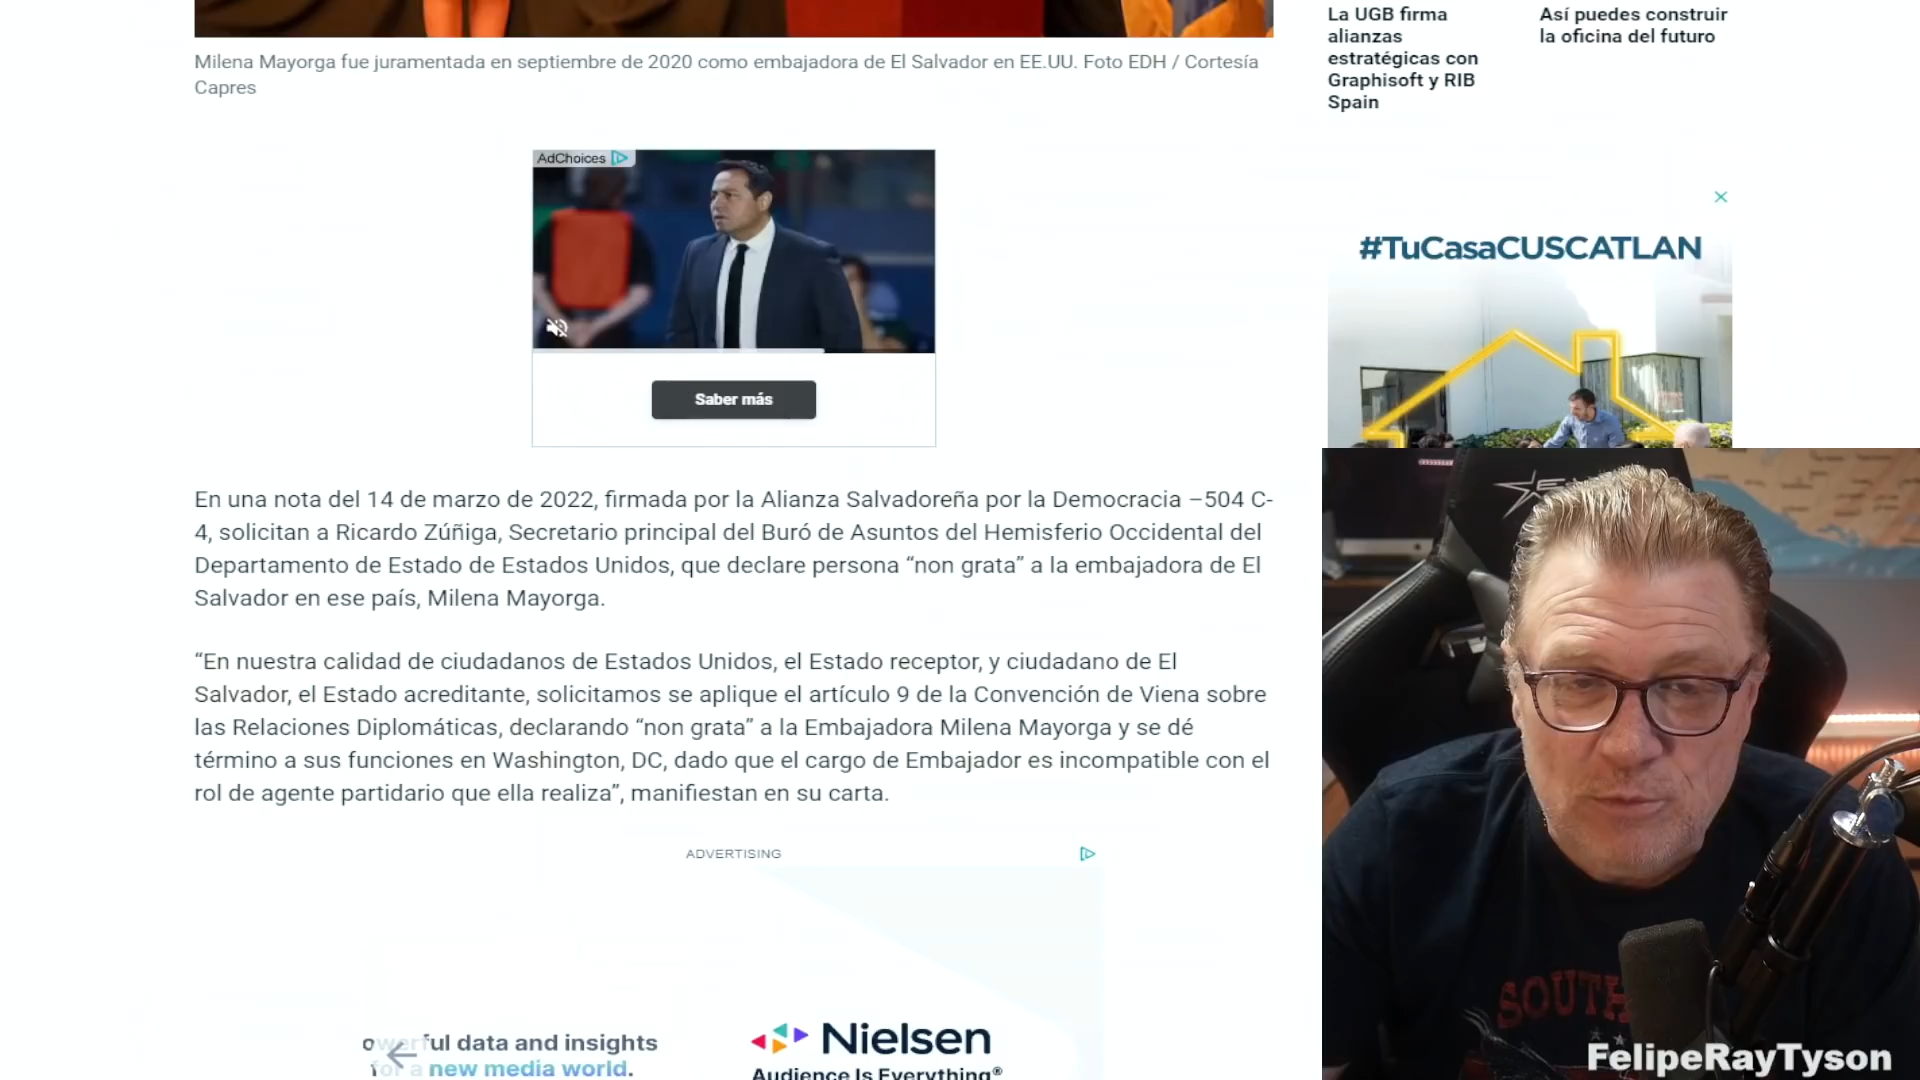 Milena Mayorga fue juramentada en septiembre de 2020 como embajadora de El Salvador en EE.UU. Foto EDH / Cortesía
Capres
La UGB firma
alianzas
estratégicas con
Graphisoft y RIB
Spain
Así puedes construir
la oficina del futuro
AdChoices
Saber más
#TuCasaCUSCATLAN
En una nota del 14 de marzo de 2022, firmada por la Alianza Salvadoreña por la Democracia –504 C-
4, solicitan a Ricardo Zúñiga, Secretario principal del Buró de Asuntos del Hemisferio Occidental del
Departamento de Estado de Estados Unidos, que declare persona “non grata” a la embajadora de El
Salvador en ese país, Milena Mayorga.
“En nuestra calidad de ciudadanos de Estados Unidos, el Estado receptor, y ciudadano de El
Salvador, el Estado acreditante, solicitamos se aplique el artículo 9 de la Convención de Viena sobre
las Relaciones Diplomáticas, declarando “non grata” a la Embajadora Milena Mayorga y se dé
término a sus funciones en Washington, DC, dado que el cargo de Embajador es incompatible con el
rol de agente partidario que ella realiza”, manifiestan en su carta.
ADVERTISING
owerful data and insights
for a new media world.
Nielsen
Audience Is Everything®
SOUTH
FelipeRayTyson